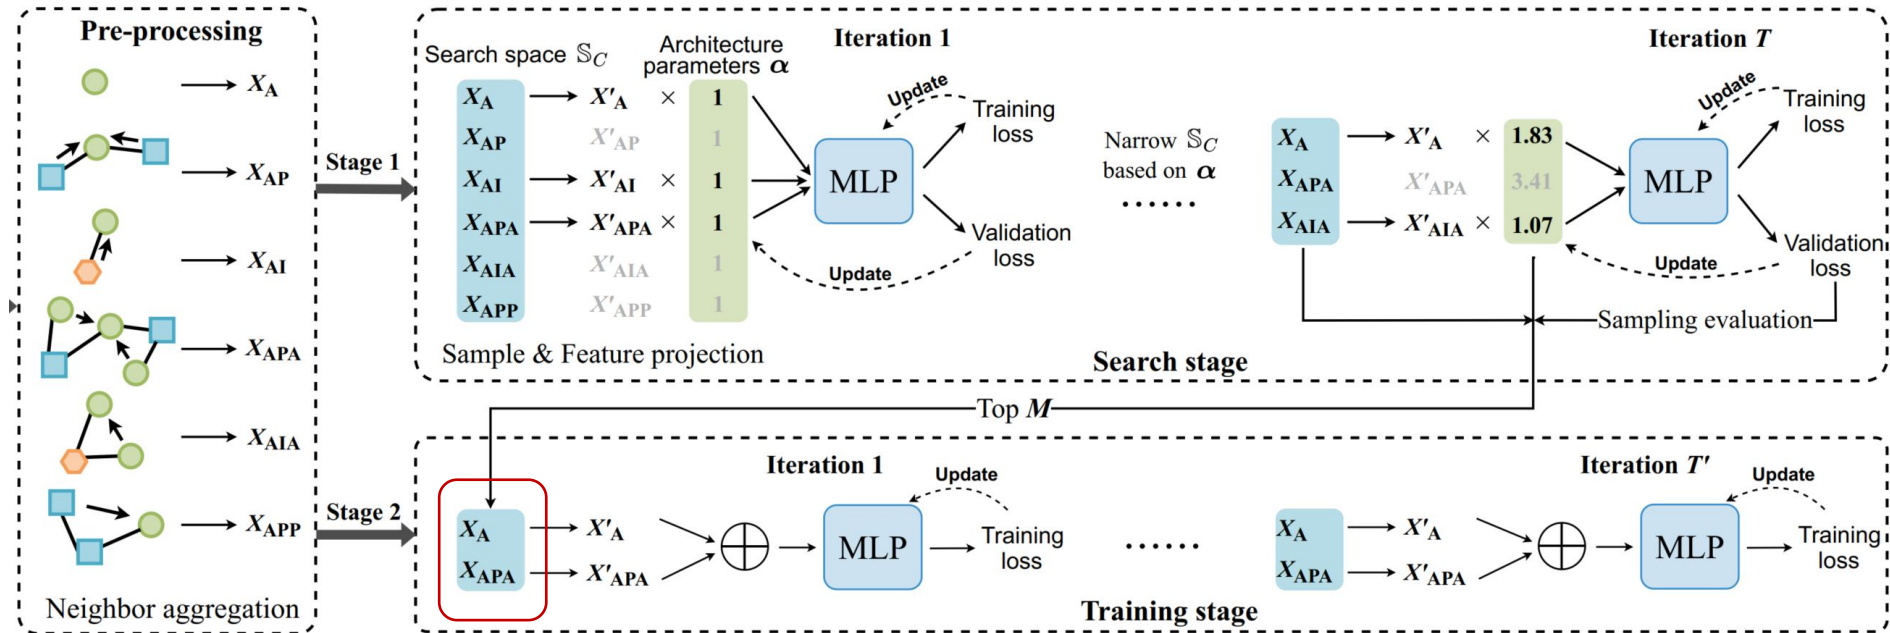 Pre-processing
X_A
X_AP
X_AI
X_APA
X_AIA
X_APP
Neighbor aggregation
Stage 1
Stage 2
Search space 𝕊_C
Architecture
parameters α
Iteration 1
X_A X′_A × 1
X_AP X′_AP 1
X_AI X′_AI × 1
X_APA X′_APA × 1
X_AIA X′_AIA 1
X_APP X′_APP 1
Sample & Feature projection
MLP
Update
Training
loss
Validation
loss
Update
Narrow 𝕊_C
based on α
......
Iteration T
X_A X′_A × 1.83
X_APA X′_APA 3.41
X_AIA X′_AIA × 1.07
MLP
Update
Training
loss
Validation
loss
Update
Sampling evaluation
Search stage
Top M
Iteration 1
X_A X′_A
X_APA X′_APA
MLP
Update
Training
loss
......
Iteration T′
X_A X′_A
X_APA X′_APA
MLP
Update
Training
loss
Training stage